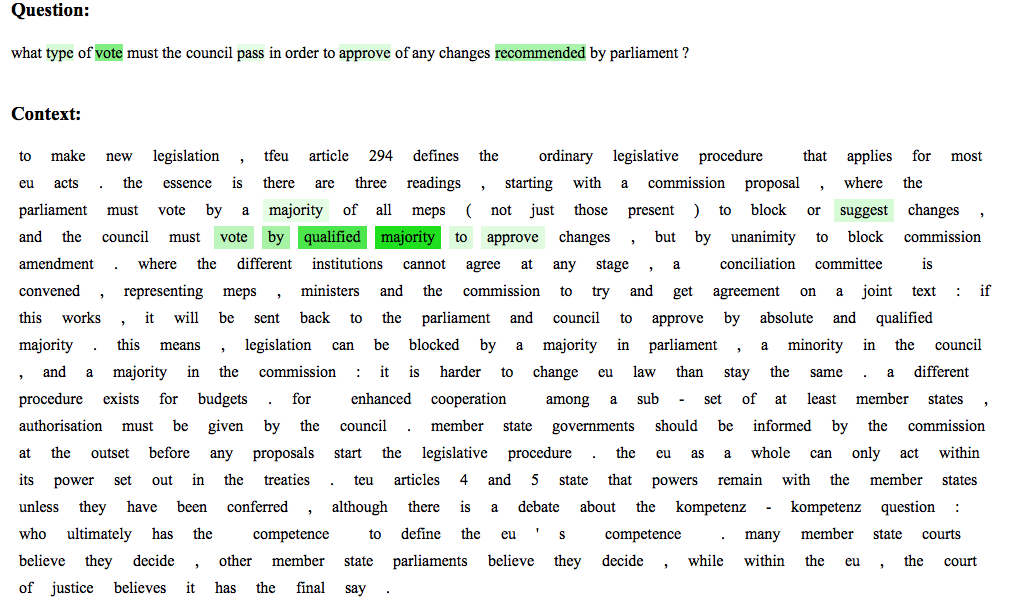 Question:
what type of vote must the council pass in order to approve of any changes recommended by parliament ?
Context:
to make new legislation , tfeu article 294 defines the ordinary legislative procedure that applies for most
eu acts . the essence is there are three readings , starting with a commission proposal , where the
parliament must vote by a majority of all meps ( not just those present ) to block or suggest changes ,
and the council must vote by qualified majority to approve changes , but by unanimity to block commission
amendment . where the different institutions cannot agree at any stage , a conciliation committee is
convened , representing meps , ministers and the commission to try and get agreement on a joint text : if
this works , it will be sent back to the parliament and council to approve by absolute and qualified
majority . this means , legislation can be blocked by a majority in parliament , a minority in the council
, and a majority in the commission : it is harder to change eu law than stay the same . a different
procedure exists for budgets . for enhanced cooperation among a sub - set of at least member states ,
authorisation must be given by the council . member state governments should be informed by the commission
at the outset before any proposals start the legislative procedure . the eu as a whole can only act within
its power set out in the treaties . teu articles 4 and 5 state that powers remain with the member states
unless they have been conferred , although there is a debate about the kompetenz - kompetenz question :
who ultimately has the competence to define the eu ' s competence . many member state courts
believe they decide , other member state parliaments believe they decide , while within the eu , the court
of justice believes it has the final say .